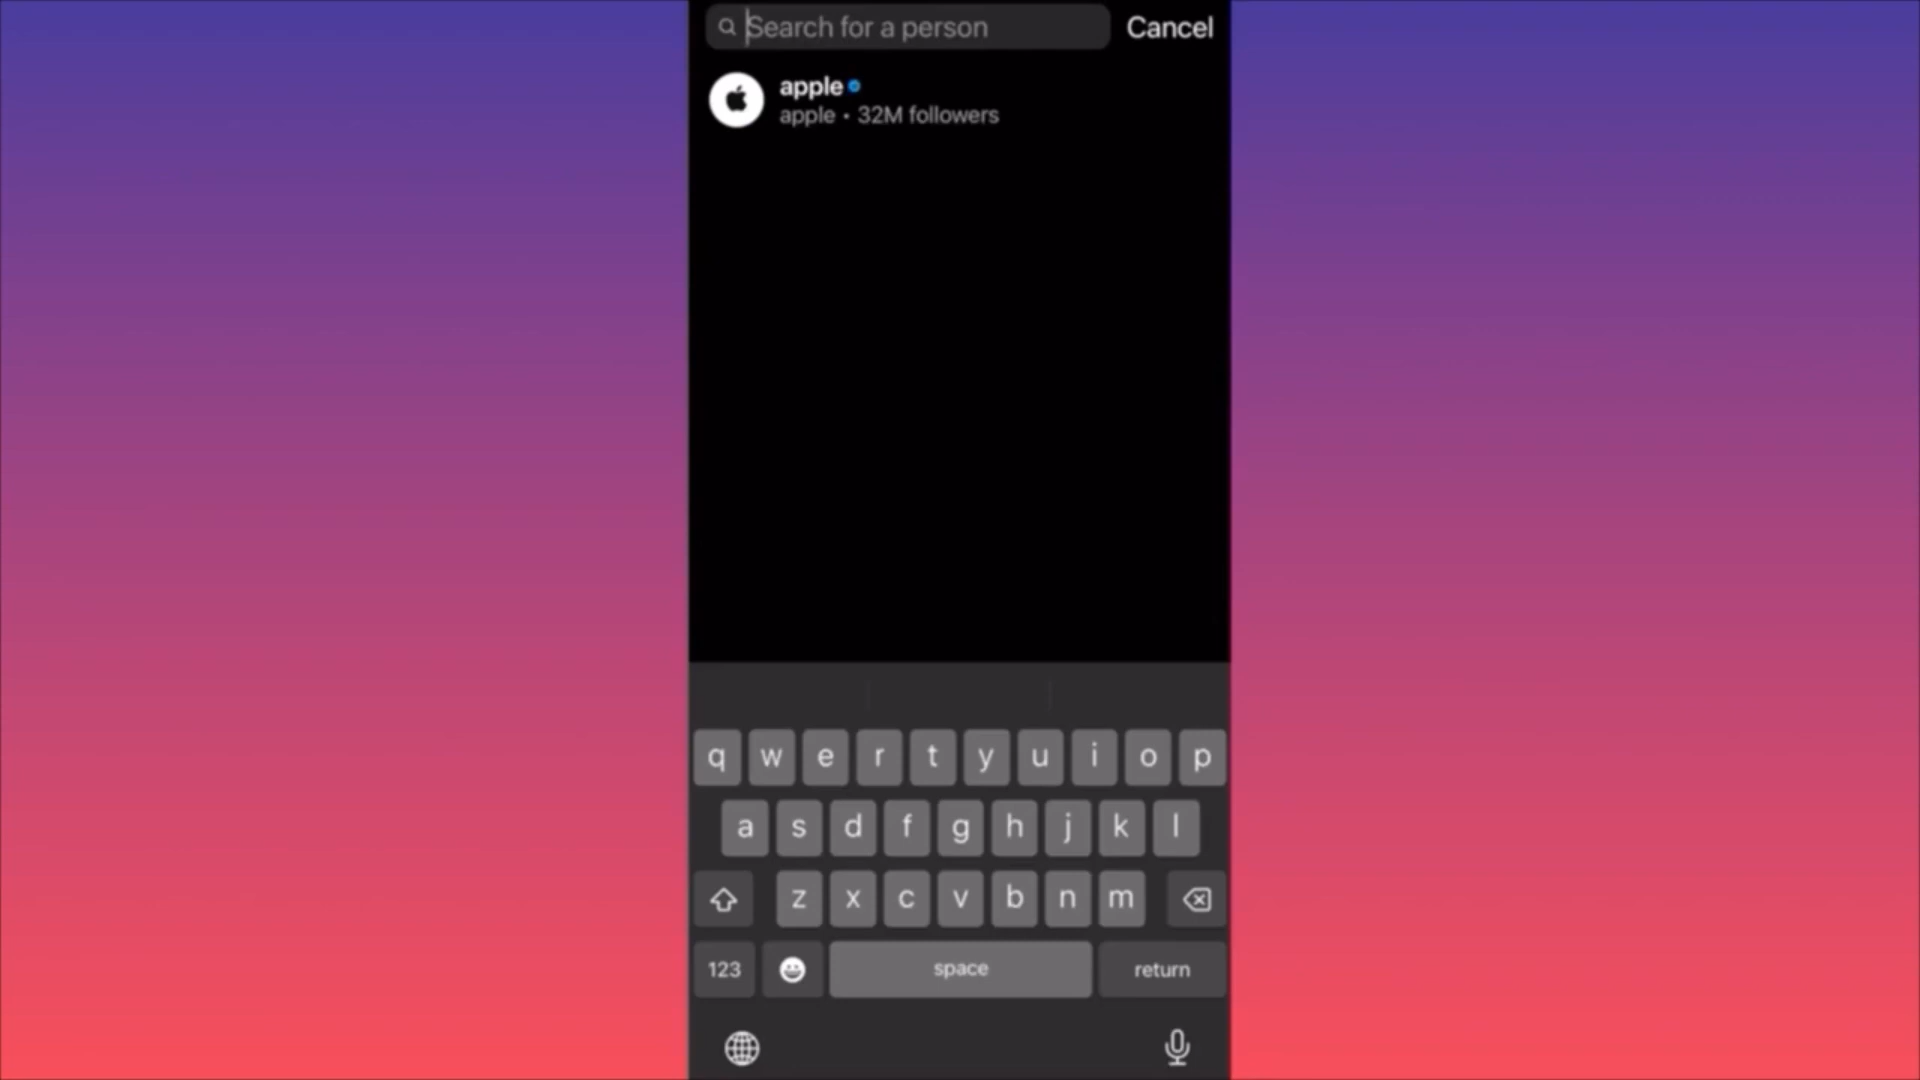 Search for a person
Cancel
apple
apple • 32M followers
q w e r t y u i o p
a s d f g h j k l
z x c v b n m
123
space
return